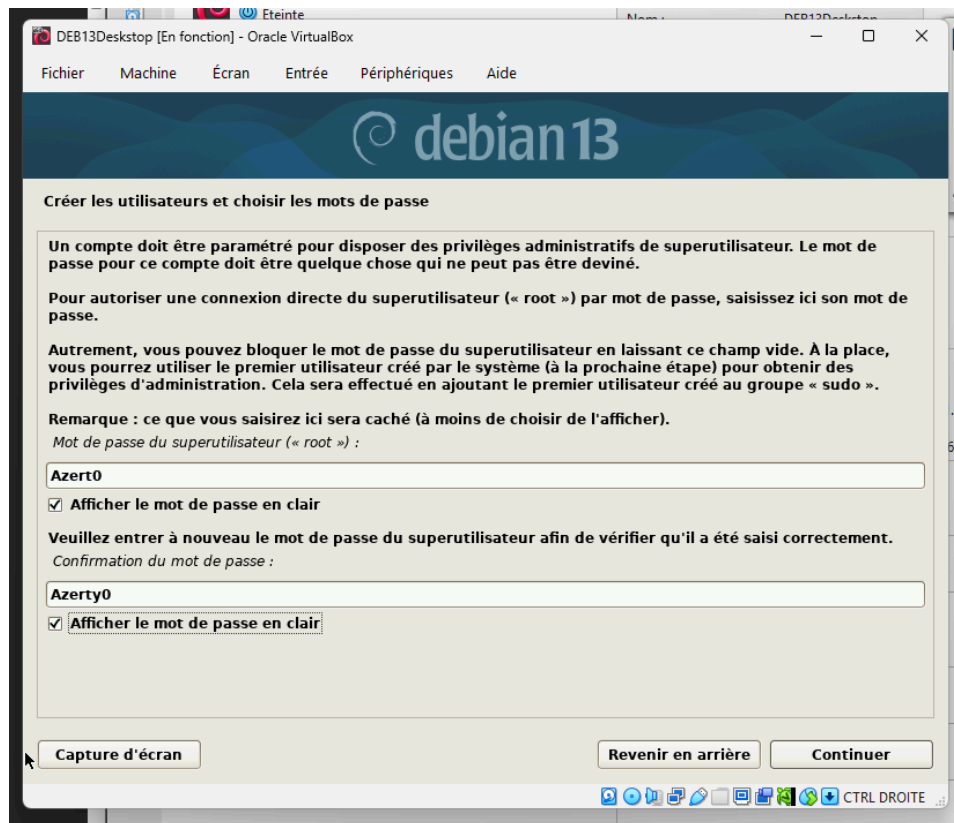 Eteinte
Nom :
DEB13Deskstop [En fonction] - Oracle VirtualBox
Fichier Machine Écran Entrée Périphériques Aide
debian 13
Créer les utilisateurs et choisir les mots de passe
Un compte doit être paramétré pour disposer des privilèges administratifs de superutilisateur. Le mot de
passe pour ce compte doit être quelque chose qui ne peut pas être deviné.
Pour autoriser une connexion directe du superutilisateur (« root ») par mot de passe, saisissez ici son mot de
passe.
Autrement, vous pouvez bloquer le mot de passe du superutilisateur en laissant ce champ vide. À la place,
vous pourrez utiliser le premier utilisateur créé par le système (à la prochaine étape) pour obtenir des
privilèges d'administration. Cela sera effectué en ajoutant le premier utilisateur créé au groupe « sudo ».
Remarque : ce que vous saisirez ici sera caché (à moins de choisir de l'afficher).
Mot de passe du superutilisateur (« root ») :
Azert0
Afficher le mot de passe en clair
Veuillez entrer à nouveau le mot de passe du superutilisateur afin de vérifier qu'il a été saisi correctement.
Confirmation du mot de passe :
Azerty0
Afficher le mot de passe en clair
Capture d'écran Revenir en arrière Continuer
CTRL DROITE